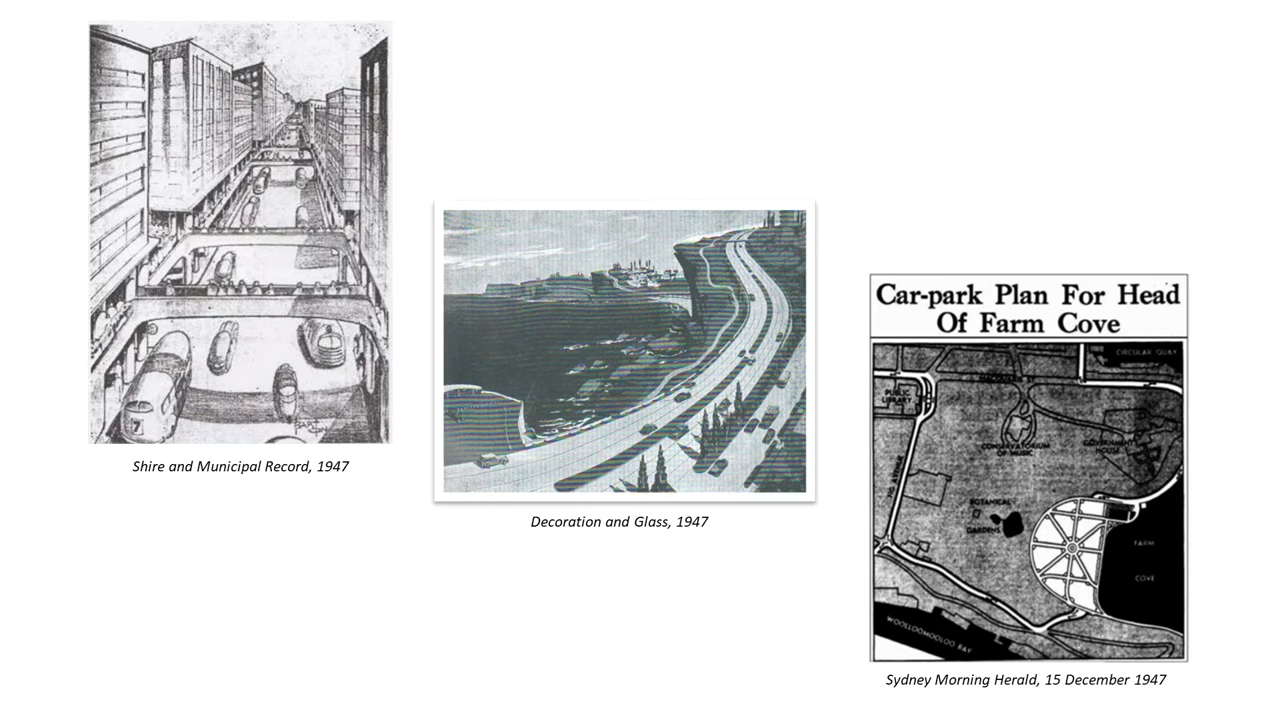 7
Shire and Municipal Record, 1947
Decoration and Glass, 1947
Car-park Plan For Head
Of Farm Cove
CIRCULAR QUAY
PUBLIC
LIBRARY
CONSERVATORIUM
OF MUSIC
GOVERNMENT
HOUSE
BOTANICAL
GARDENS
FARM
COVE
WOOLLOOMOOLOO BAY
Sydney Morning Herald, 15 December 1947